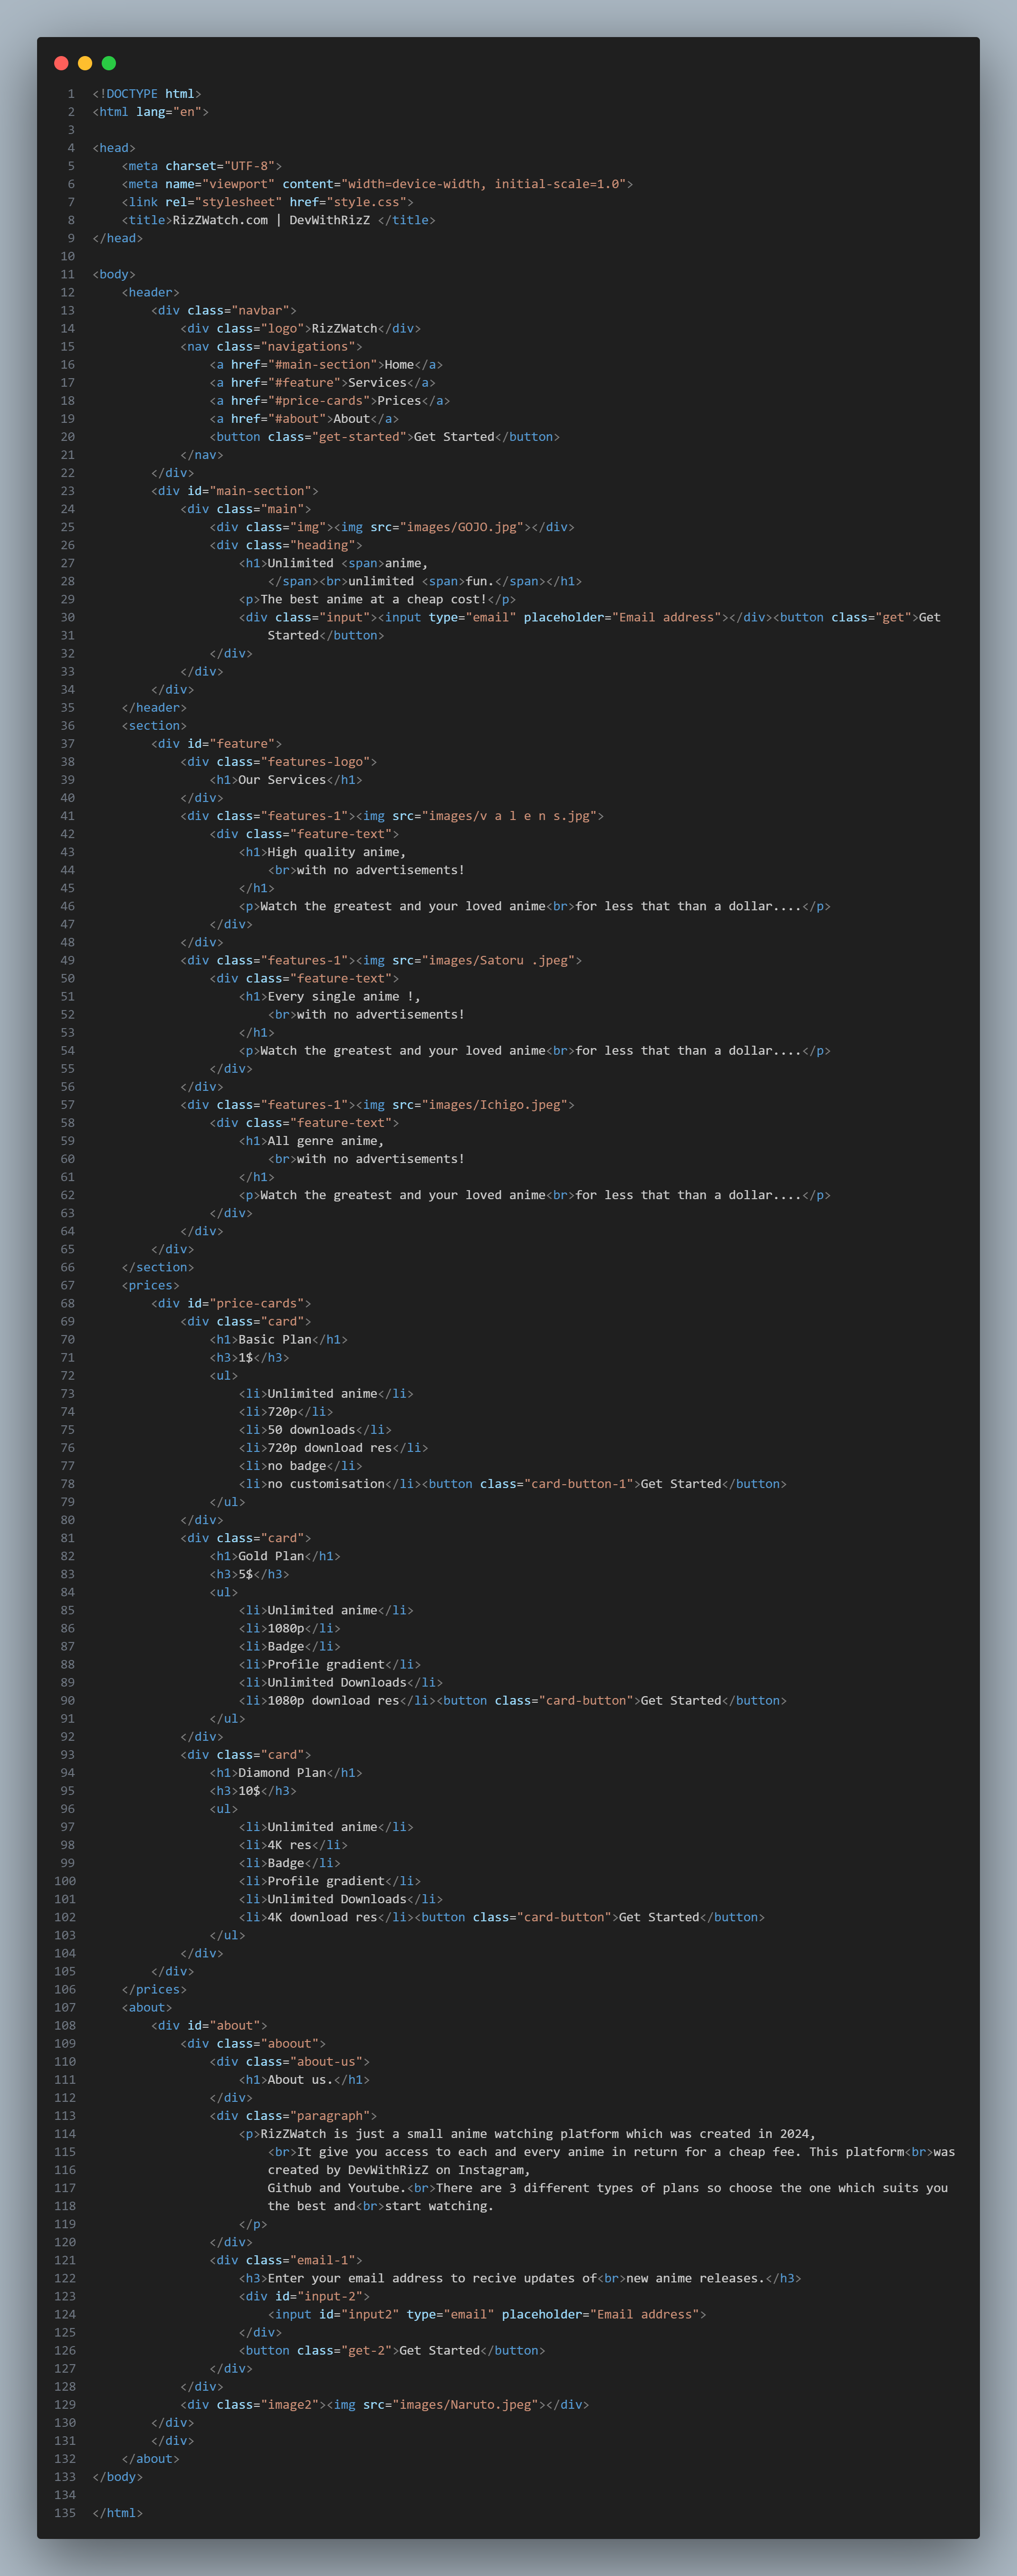 1 <!DOCTYPE html>
2 <html lang="en">
3
4 <head>
5     <meta charset="UTF-8">
6     <meta name="viewport" content="width=device-width, initial-scale=1.0">
7     <link rel="stylesheet" href="style.css">
8     <title>RizZWatch.com | DevWithRizZ </title>
9 </head>
10
11 <body>
12     <header>
13         <div class="navbar">
14             <div class="logo">RizZWatch</div>
15             <nav class="navigations">
16                 <a href="#main-section">Home</a>
17                 <a href="#feature">Services</a>
18                 <a href="#price-cards">Prices</a>
19                 <a href="#about">About</a>
20                 <button class="get-started">Get Started</button>
21             </nav>
22         </div>
23         <div id="main-section">
24             <div class="main">
25                 <div class="img"><img src="images/GOJO.jpg"></div>
26                 <div class="heading">
27                     <h1>Unlimited <span>anime,
28                         </span><br>unlimited <span>fun.</span></h1>
29                     <p>The best anime at a cheap cost!</p>
30                     <div class="input"><input type="email" placeholder="Email address"></div><button class="get">Get
31                         Started</button>
32                 </div>
33             </div>
34         </div>
35     </header>
36     <section>
37         <div id="feature">
38             <div class="features-logo">
39                 <h1>Our Services</h1>
40             </div>
41             <div class="features-1"><img src="images/v a l e n s.jpg">
42                 <div class="feature-text">
43                     <h1>High quality anime,
44                         <br>with no advertisements!
45                     </h1>
46                     <p>Watch the greatest and your loved anime<br>for less that than a dollar....</p>
47                 </div>
48             </div>
49             <div class="features-1"><img src="images/Satoru .jpeg">
50                 <div class="feature-text">
51                     <h1>Every single anime !,
52                         <br>with no advertisements!
53                     </h1>
54                     <p>Watch the greatest and your loved anime<br>for less that than a dollar....</p>
55                 </div>
56             </div>
57             <div class="features-1"><img src="images/Ichigo.jpeg">
58                 <div class="feature-text">
59                     <h1>All genre anime,
60                         <br>with no advertisements!
61                     </h1>
62                     <p>Watch the greatest and your loved anime<br>for less that than a dollar....</p>
63                 </div>
64             </div>
65         </div>
66     </section>
67     <prices>
68         <div id="price-cards">
69             <div class="card">
70                 <h1>Basic Plan</h1>
71                 <h3>1$</h3>
72                 <ul>
73                     <li>Unlimited anime</li>
74                     <li>720p</li>
75                     <li>50 downloads</li>
76                     <li>720p download res</li>
77                     <li>no badge</li>
78                     <li>no customisation</li><button class="card-button-1">Get Started</button>
79                 </ul>
80             </div>
81             <div class="card">
82                 <h1>Gold Plan</h1>
83                 <h3>5$</h3>
84                 <ul>
85                     <li>Unlimited anime</li>
86                     <li>1080p</li>
87                     <li>Badge</li>
88                     <li>Profile gradient</li>
89                     <li>Unlimited Downloads</li>
90                     <li>1080p download res</li><button class="card-button">Get Started</button>
91                 </ul>
92             </div>
93             <div class="card">
94                 <h1>Diamond Plan</h1>
95                 <h3>10$</h3>
96                 <ul>
97                     <li>Unlimited anime</li>
98                     <li>4K res</li>
99                     <li>Badge</li>
100                     <li>Profile gradient</li>
101                     <li>Unlimited Downloads</li>
102                     <li>4K download res</li><button class="card-button">Get Started</button>
103                 </ul>
104             </div>
105         </div>
106     </prices>
107     <about>
108         <div id="about">
109             <div class="aboout">
110                 <div class="about-us">
111                     <h1>About us.</h1>
112                 </div>
113                 <div class="paragraph">
114                     <p>RizZWatch is just a small anime watching platform which was created in 2024,
115                         <br>It give you access to each and every anime in return for a cheap fee. This platform<br>was
116                         created by DevWithRizZ on Instagram,
117                         Github and Youtube.<br>There are 3 different types of plans so choose the one which suits you
118                         the best and<br>start watching.
119                     </p>
120                 </div>
121                 <div class="email-1">
122                     <h3>Enter your email address to recive updates of<br>new anime releases.</h3>
123                     <div id="input-2">
124                         <input id="input2" type="email" placeholder="Email address">
125                     </div>
126                     <button class="get-2">Get Started</button>
127                 </div>
128             </div>
129             <div class="image2"><img src="images/Naruto.jpeg"></div>
130         </div>
131         </div>
132     </about>
133 </body>
134
135 </html>